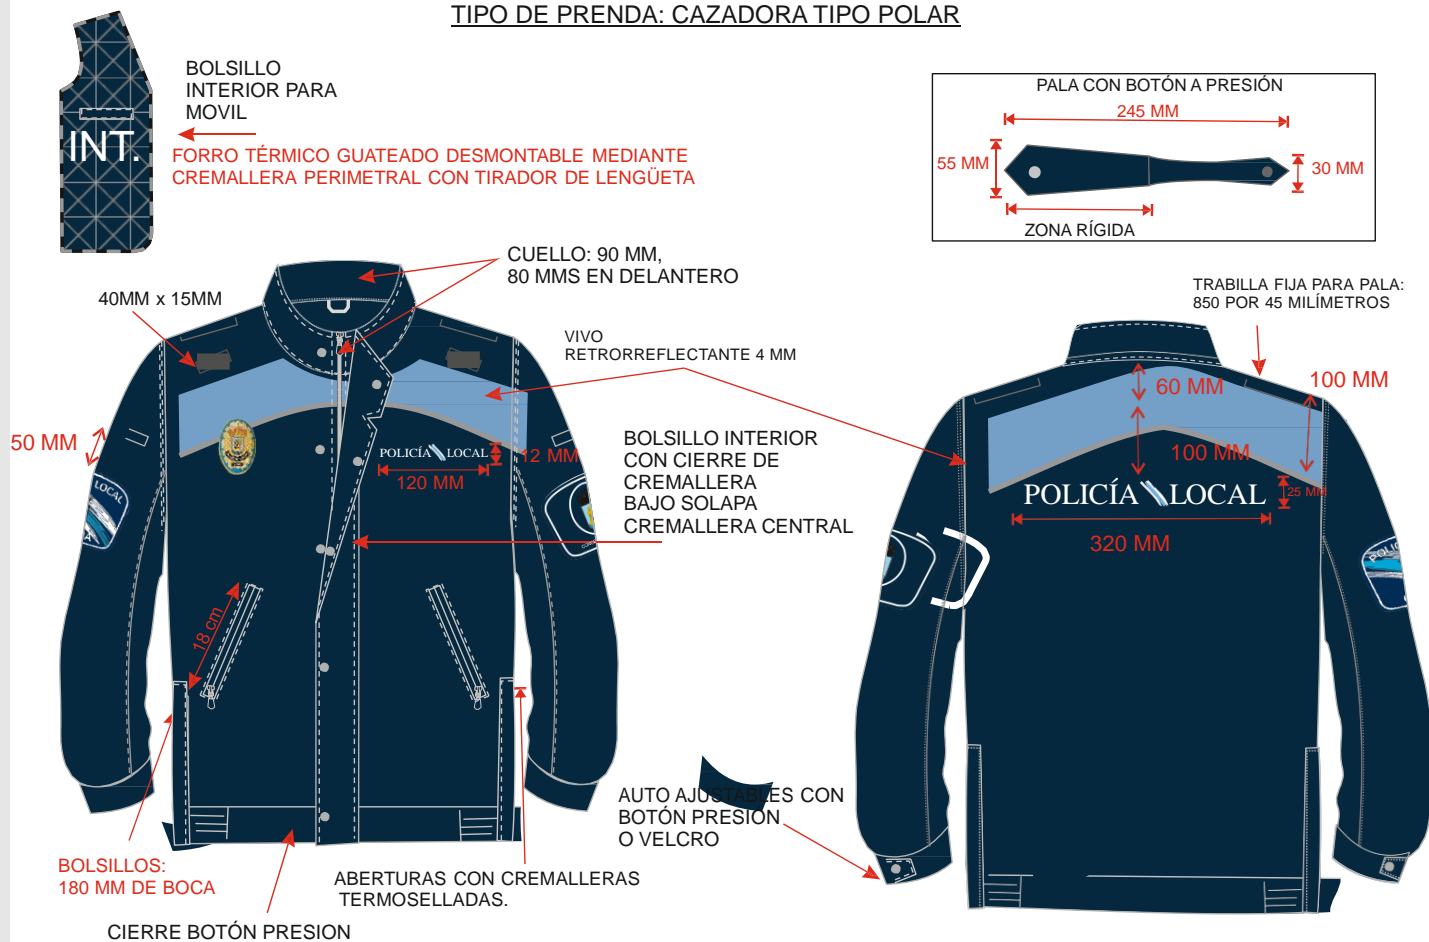 TIPO DE PRENDA: CAZADORA TIPO POLAR
BOLSILLO
INTERIOR PARA
MOVIL
INT.
FORRO TÉRMICO GUATEADO DESMONTABLE MEDIANTE
CREMALLERA PERIMETRAL CON TIRADOR DE LENGÜETA
PALA CON BOTÓN A PRESIÓN
245 MM
55 MM
30 MM
ZONA RÍGIDA
CUELLO: 90 MM,
80 MMS EN DELANTERO
40MM x 15MM
VIVO
RETRORREFLECTANTE 4 MM
TRABILLA FIJA PARA PALA:
850 POR 45 MILÍMETROS
50 MM
POLICÍA LOCAL
12 MM
120 MM
LOCAL
BOLSILLO INTERIOR
CON CIERRE DE
CREMALLERA
BAJO SOLAPA
CREMALLERA CENTRAL
60 MM
100 MM
100 MM
POLICÍA LOCAL
25 MM
320 MM
18 cm
AUTO AJUSTABLES CON
BOTÓN PRESIÓN
O VELCRO
BOLSILLOS:
180 MM DE BOCA
ABERTURAS CON CREMALLERAS
TERMOSELLADAS.
CIERRE BOTÓN PRESION